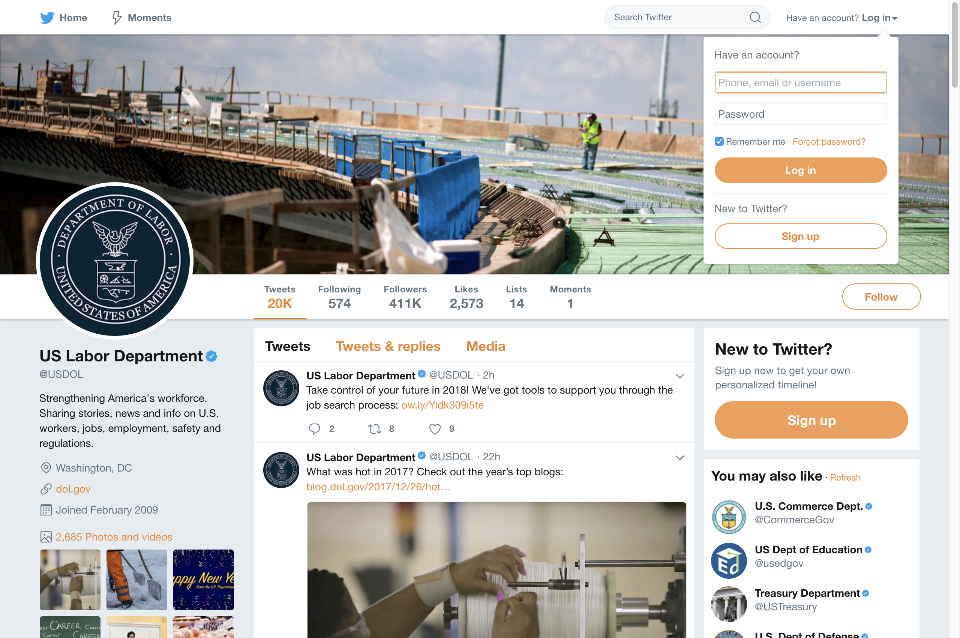 Home
Moments
Search Twitter
Have an account? Log in
Have an account?
Phone, email or username
Password
Remember me · Forgot password?
Log in
New to Twitter?
Sign up
DEPARTMENT OF LABOR
UNITED STATES OF AMERICA
Tweets
20K
Following
574
Followers
411K
Likes
2,573
Lists
14
Moments
1
Follow
US Labor Department
@USDOL
Strengthening America's workforce.
Sharing stories, news and info on U.S.
workers, jobs, employment, safety and
regulations.
Washington, DC
dol.gov
Joined February 2009
2,685 Photos and videos
Tweets
Tweets & replies
Media
US Labor Department @USDOL · 2h
Take control of your future in 2018! We've got tools to support you through the
job search process: ow.ly/Yidk309i5te
2
8
9
US Labor Department @USDOL · 22h
What was hot in 2017? Check out the year's top blogs:
blog.dol.gov/2017/12/26/hot…
New to Twitter?
Sign up now to get your own
personalized timeline!
Sign up
You may also like · Refresh
U.S. Commerce Dept.
@CommerceGov
US Dept of Education
@usedgov
Treasury Department
@USTreasury
U.S. Dept of Defense